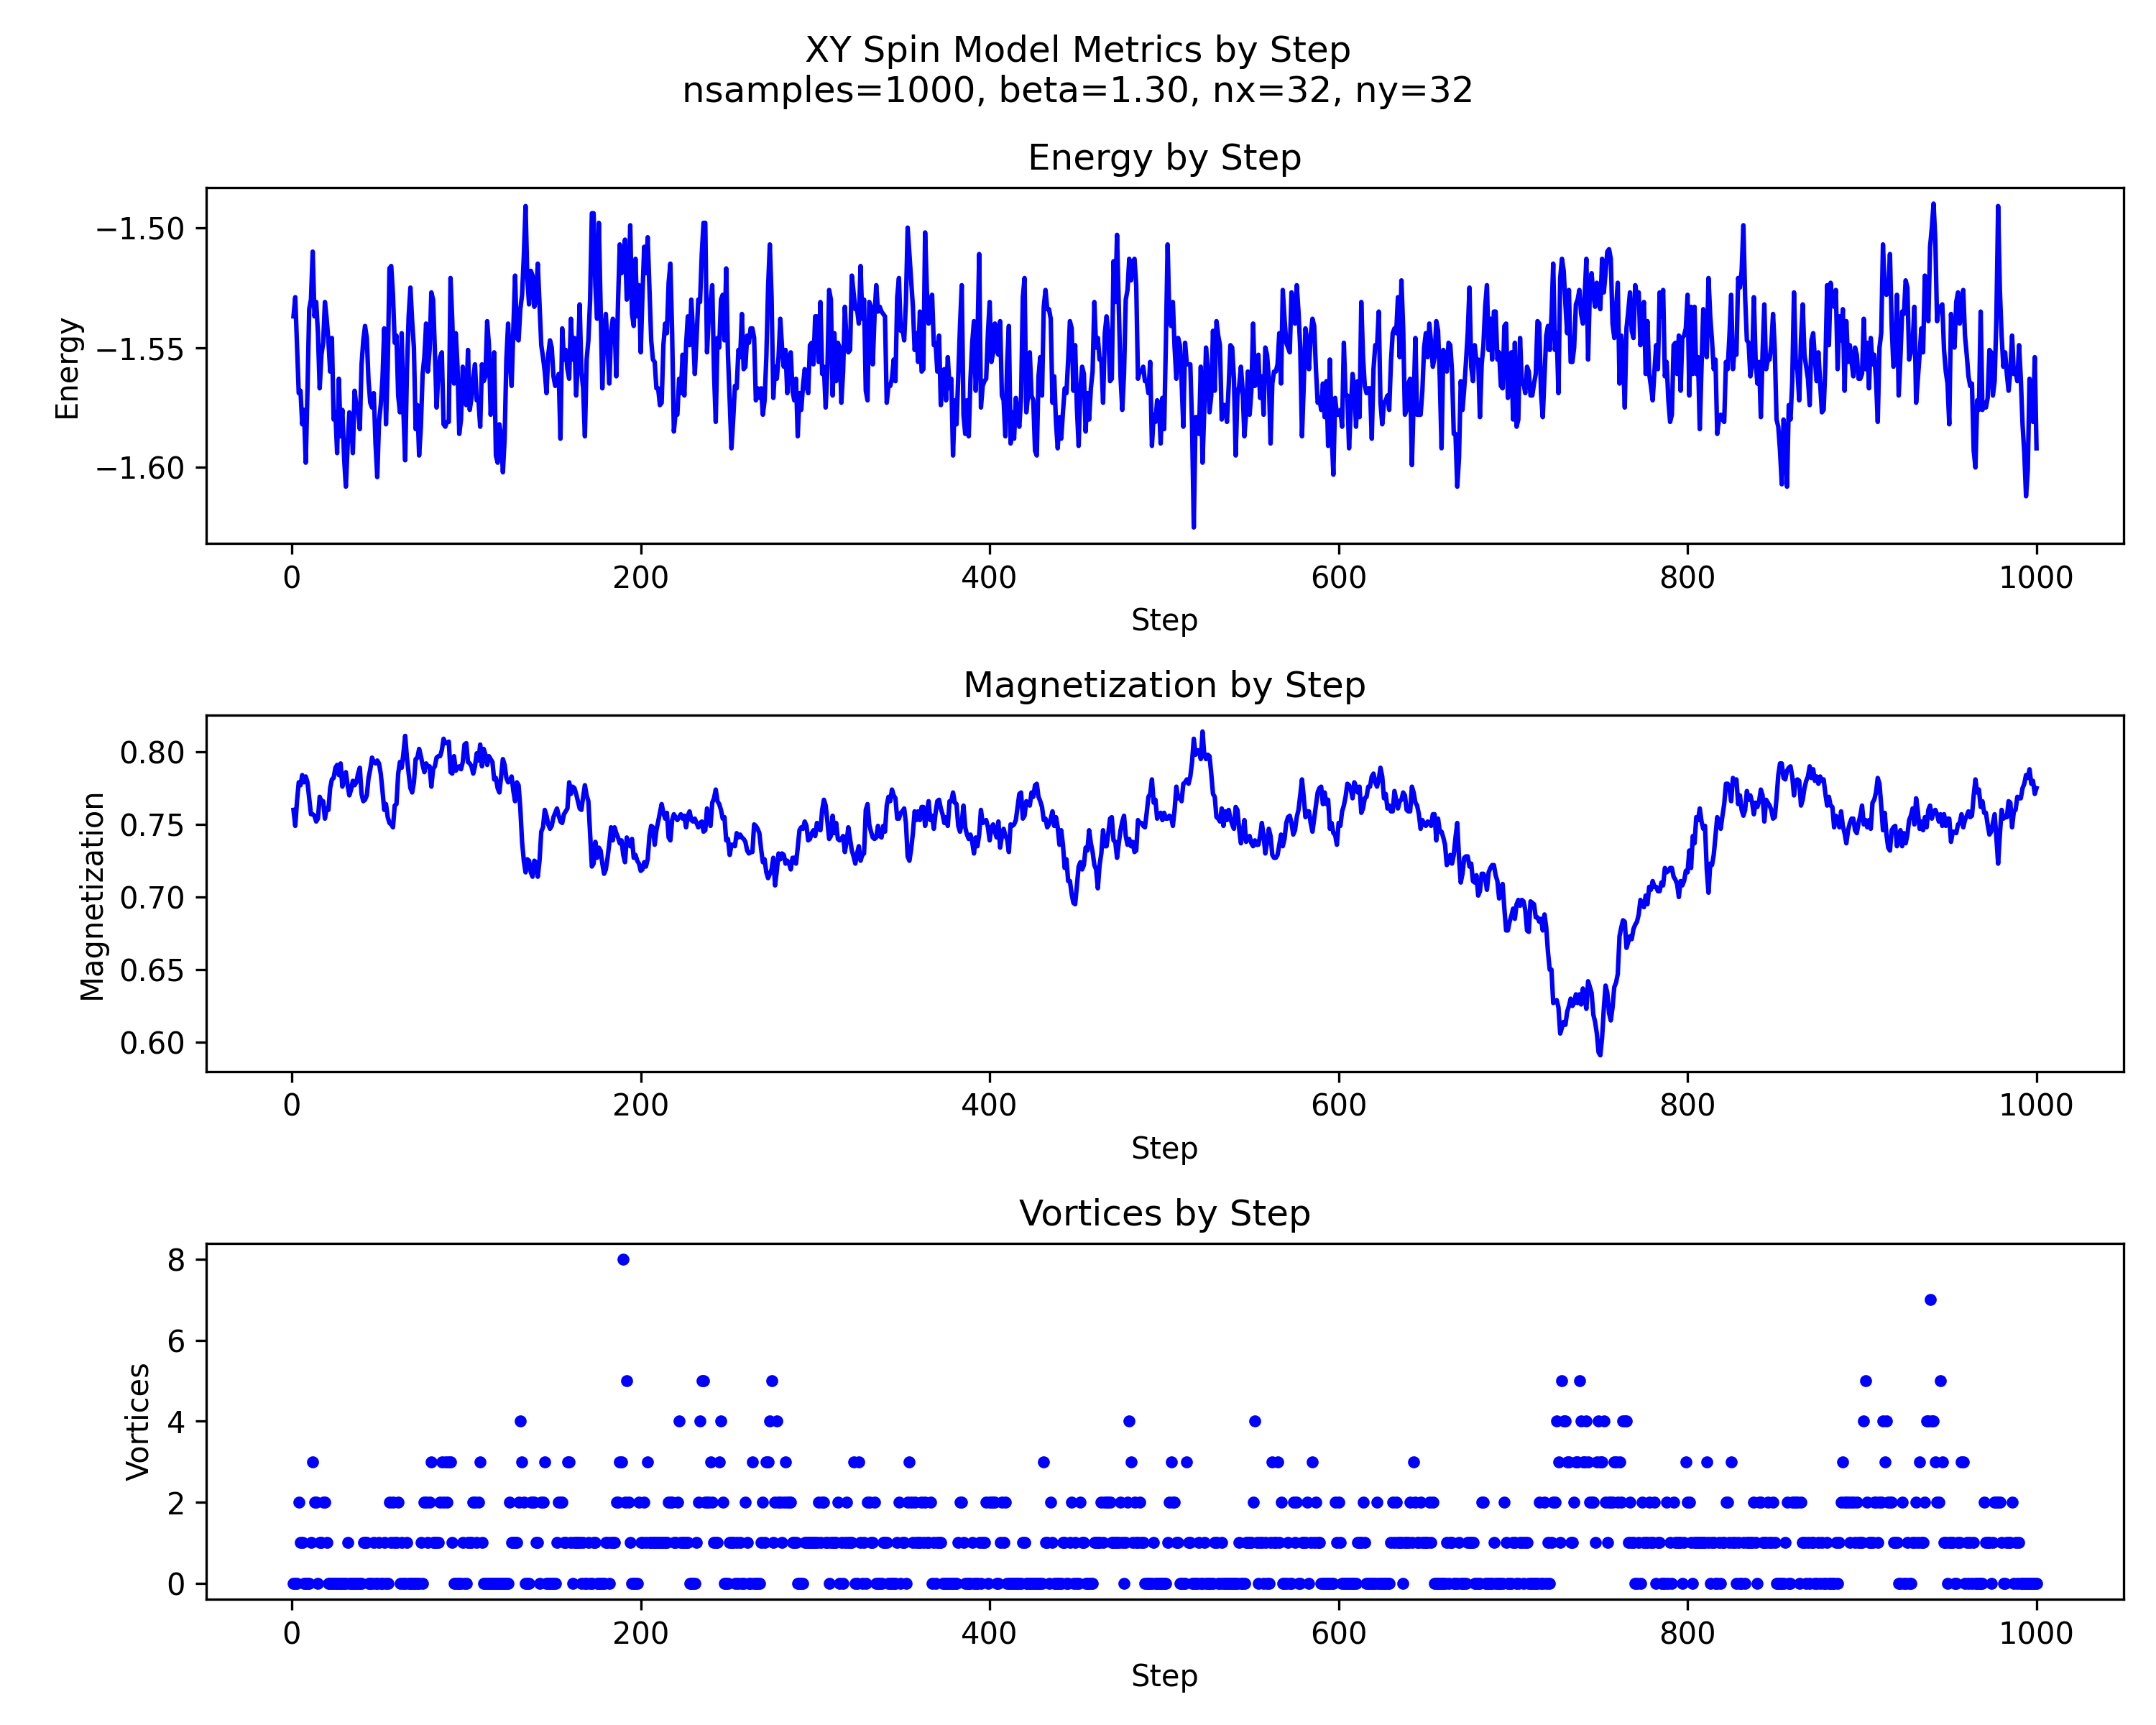 XY Spin Model Metrics by Step
nsamples=1000, beta=1.30, nx=32, ny=32
Energy by Step
Energy
−1.50
−1.55
−1.60
0 200 400 600 800 1000
Step
Magnetization by Step
Magnetization
0.80
0.75
0.70
0.65
0.60
0 200 400 600 800 1000
Step
Vortices by Step
Vortices
8
6
4
2
0
0 200 400 600 800 1000
Step